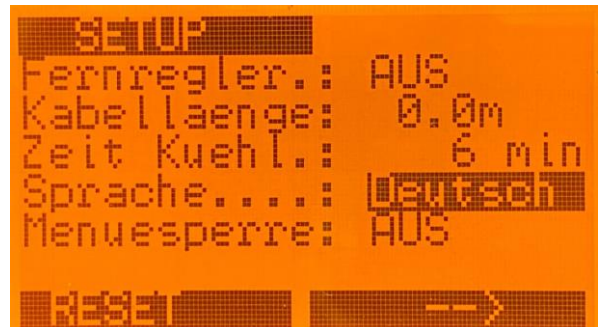 SETUP
Fernregler.: AUS
Kabellaenge: 0.0m
Zeit Kuehl.: 6 min
Sprache....: Deutsch
Menuesperre: AUS
RESET -->